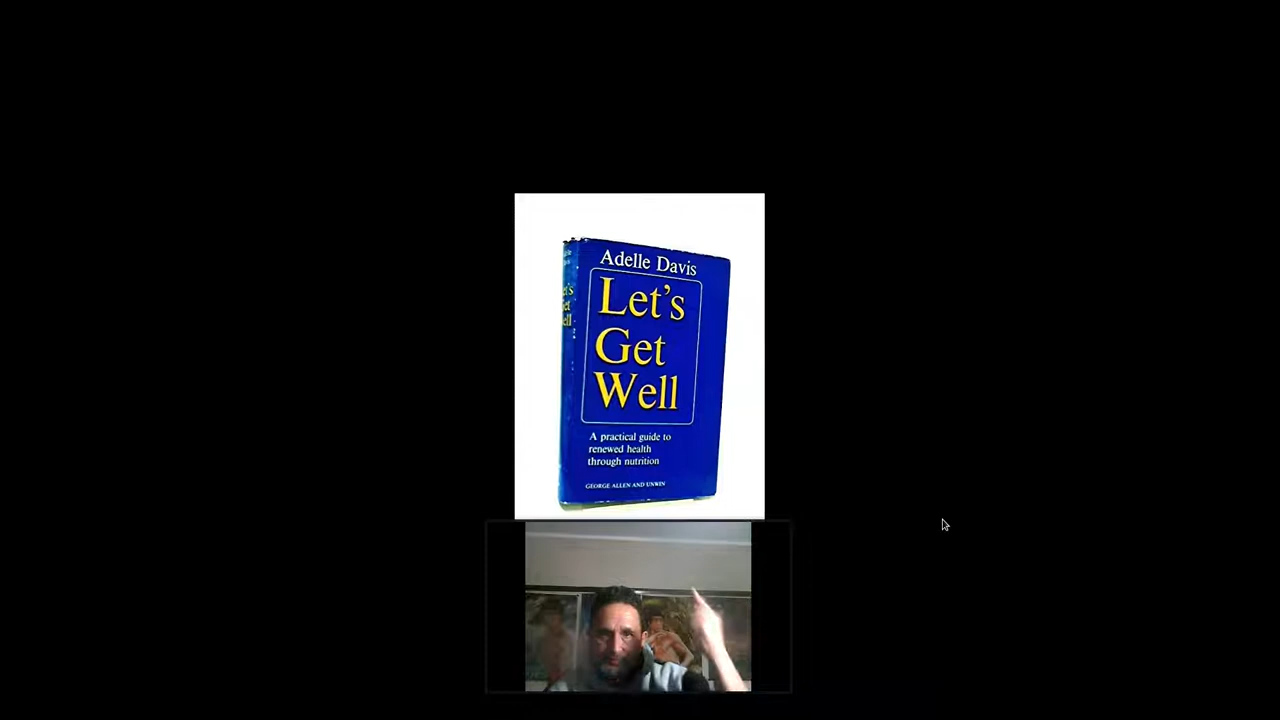 Adelle Davis
Let's
Get
Well
A practical guide to
renewed health
through nutrition
GEORGE ALLEN AND UNWIN